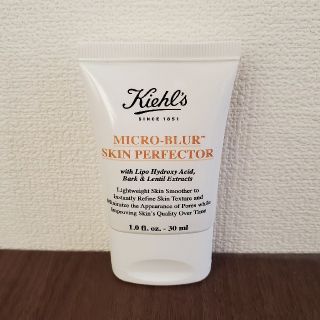 Kiehl's
SINCE 1851
MICRO-BLUR™
SKIN PERFECTOR
with Lipo Hydroxy Acid,
Bark & Lentil Extracts
Lightweight Skin Smoother to
Instantly Refine Skin Texture and
the Appearance of Pores while
Improving Skin's Quality Over Time
1.0 fl. oz. - 30 ml